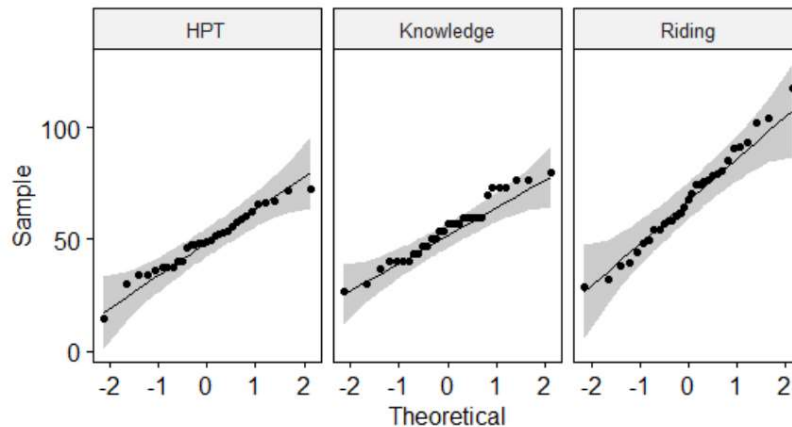 HPT Knowledge Riding
100
50
0
Sample
-2 -1 0 1 2 -2 -1 0 1 2 -2 -1 0 1 2
Theoretical